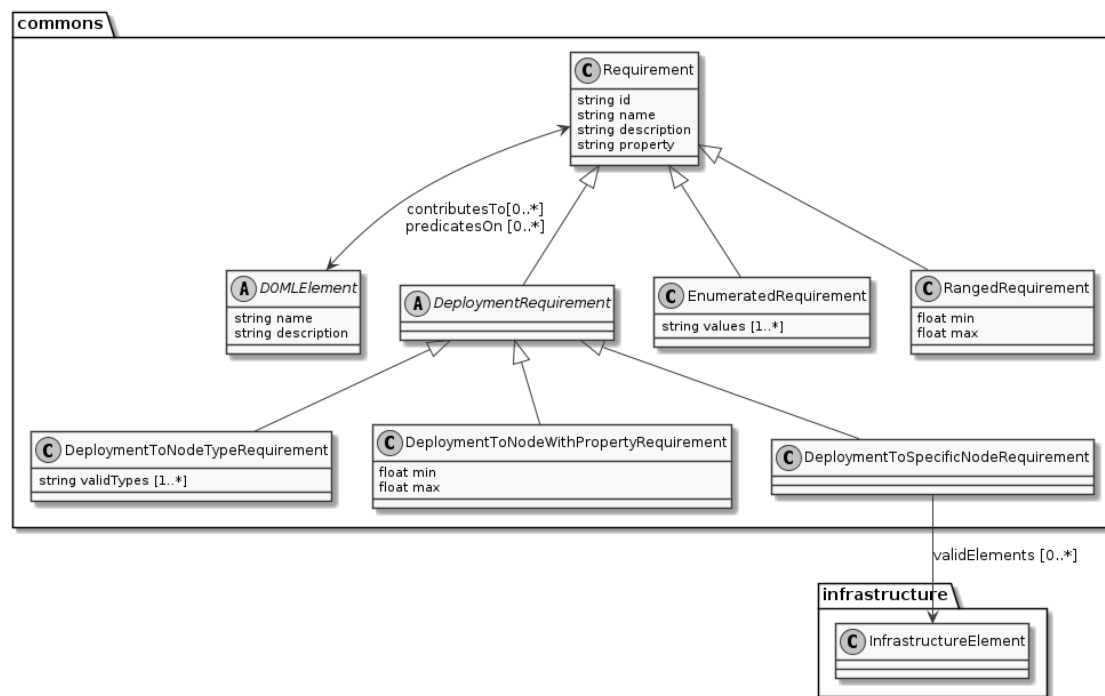 commons
C Requirement
string id
string name
string description
string property
contributesTo[0..*]
predicatesOn [0..*]
A DOMLElement
string name
string description
A DeploymentRequirement
C EnumeratedRequirement
string values [1..*]
C RangedRequirement
float min
float max
C DeploymentToNodeTypeRequirement
string validTypes [1..*]
C DeploymentToNodeWithPropertyRequirement
float min
float max
C DeploymentToSpecificNodeRequirement
validElements [0..*]
infrastructure
C InfrastructureElement